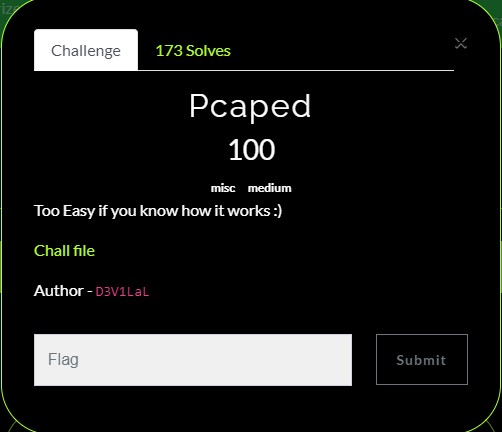 Challenge 173 Solves
Pcaped
100
misc medium
Too Easy if you know how it works :)
Chall file
Author - D3V1LaL
Flag Submit